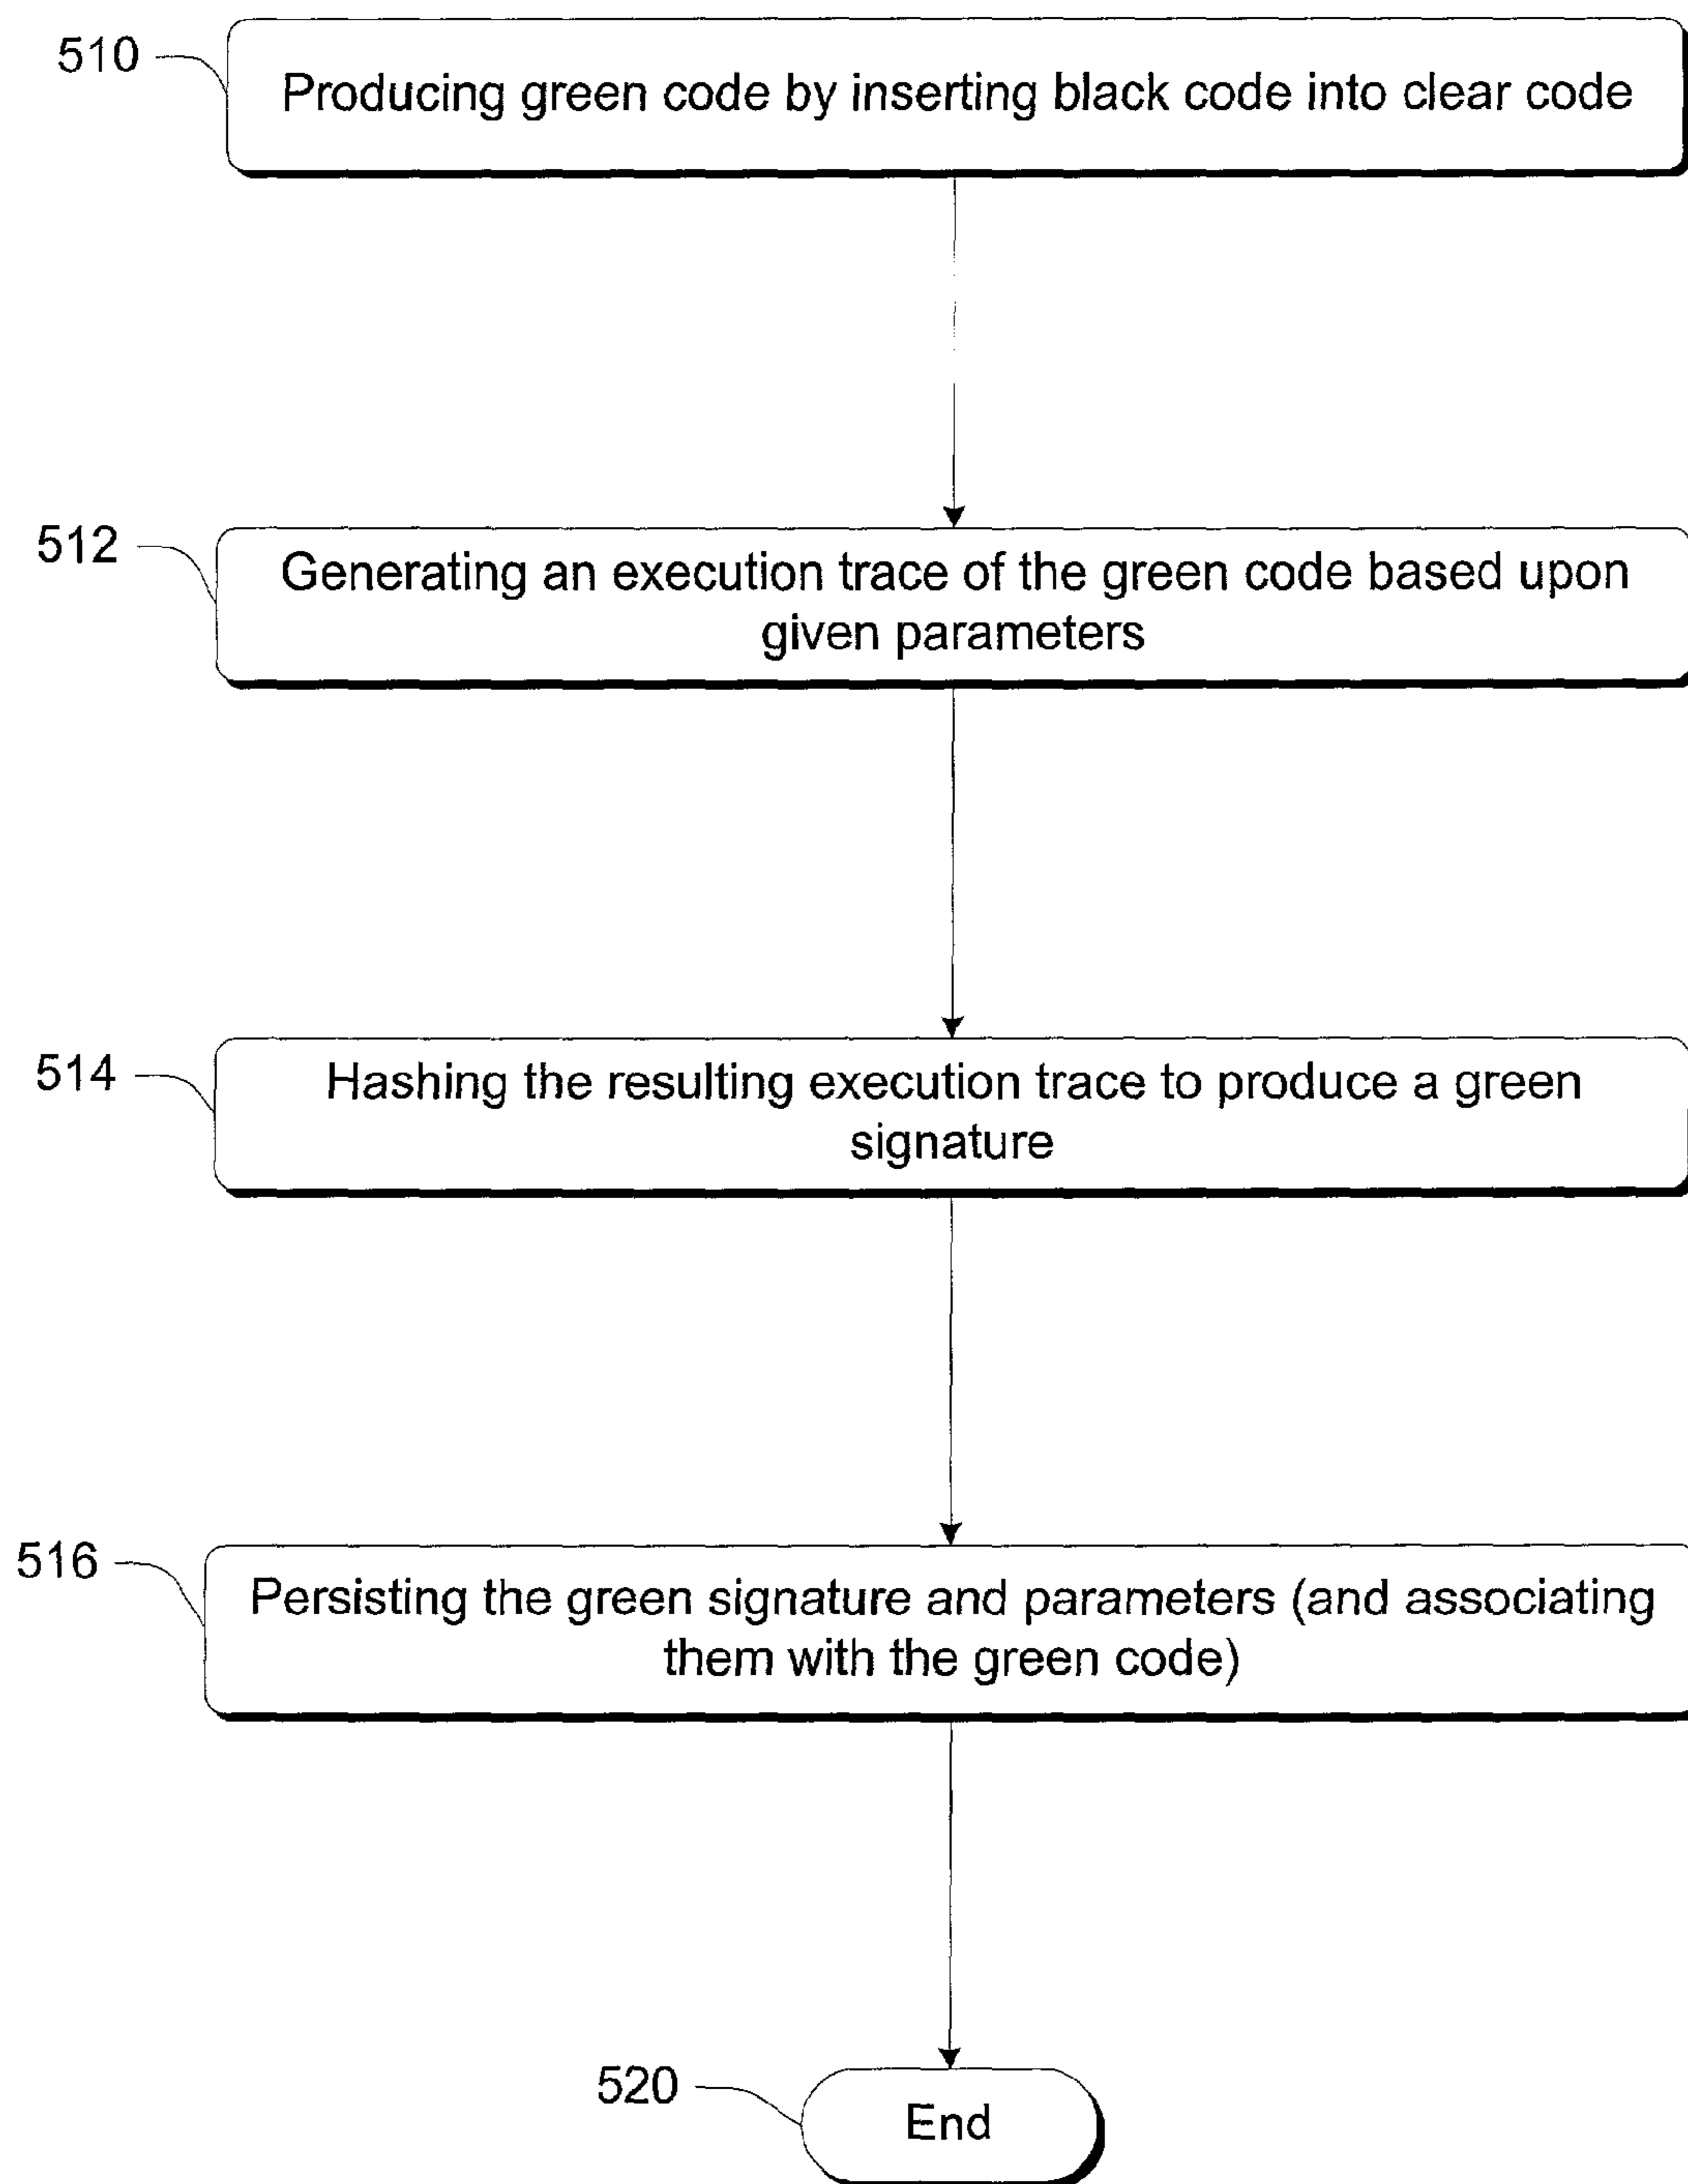 510
Producing green code by inserting black code into clear code
512
Generating an execution trace of the green code based upon
given parameters
514
Hashing the resulting execution trace to produce a green
signature
516
Persisting the green signature and parameters (and associating
them with the green code)
520
End